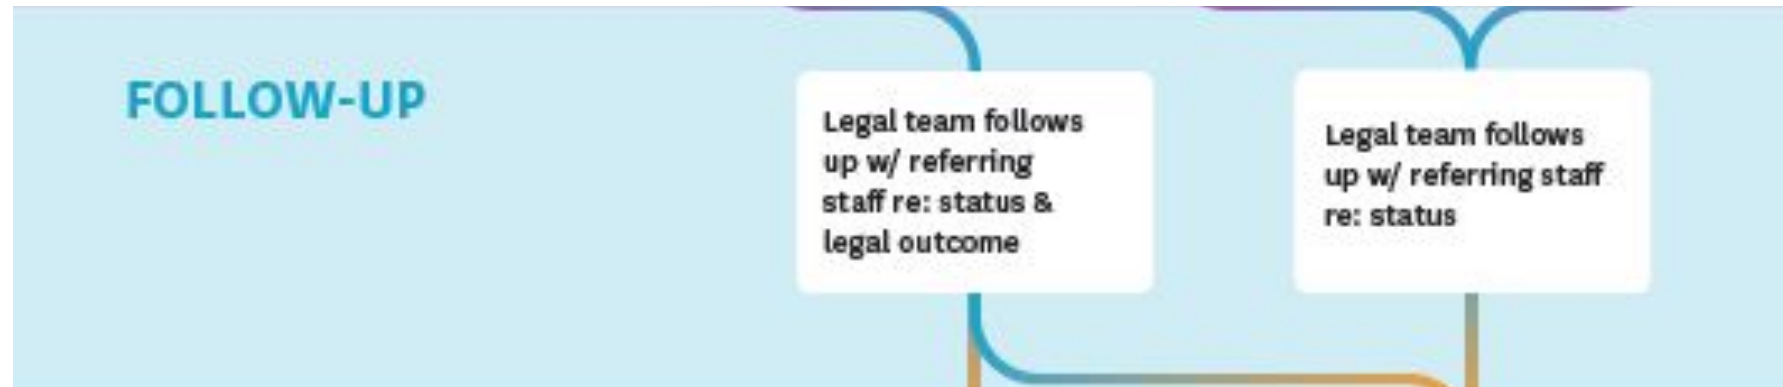 FOLLOW-UP
Legal team follows
up w/ referring
staff re: status &
legal outcome
Legal team follows
up w/ referring staff
re: status